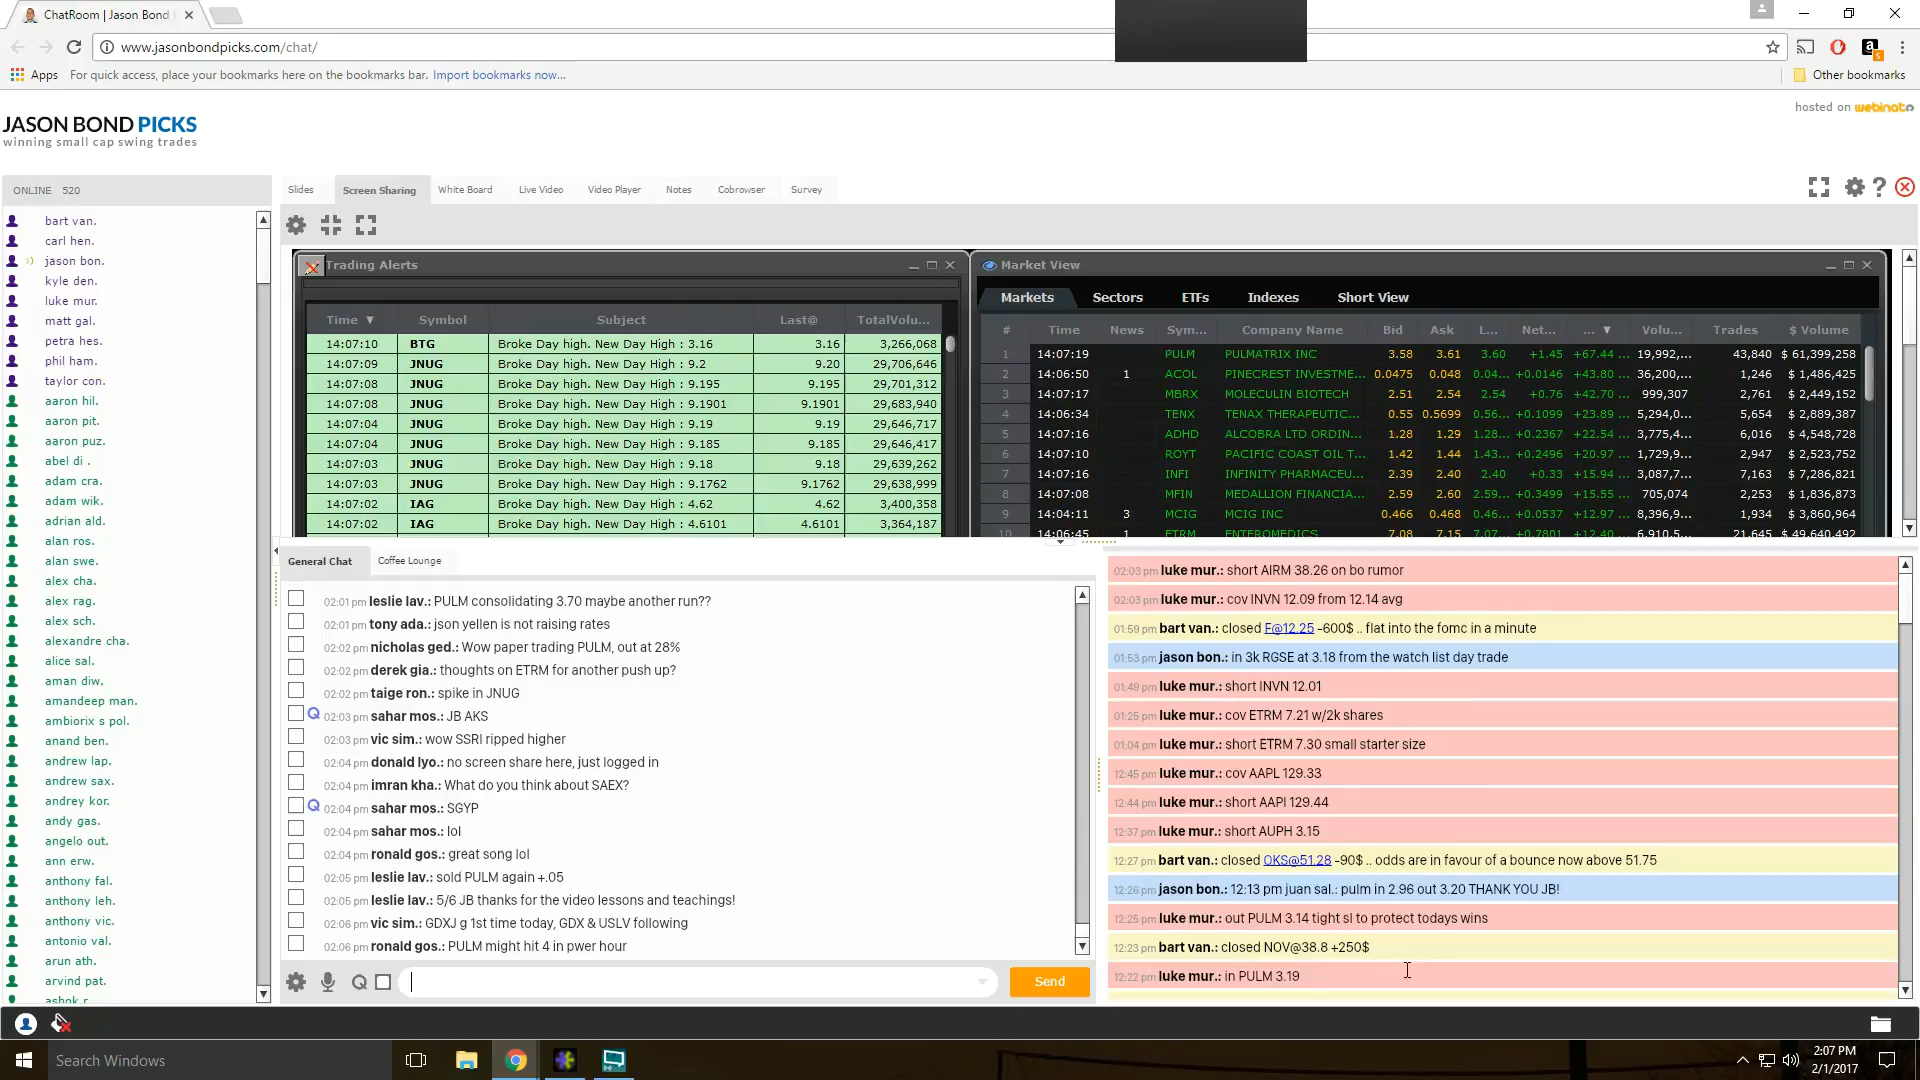 ChatRoom | Jason Bond
www.jasonbondpicks.com/chat/
Apps For quick access, place your bookmarks here on the bookmarks bar. Import bookmarks now...
Other bookmarks
hosted on webinato
JASON BOND PICKS
winning small cap swing trades
ONLINE 520
Slides Screen Sharing White Board Live Video Video Player Notes Cobrowser Survey
bart van.
carl hen.
jason bon.
kyle den.
luke mur.
matt gal.
petra hes.
phil ham.
taylor con.
aaron hil.
aaron pit.
aaron puz.
abel di .
adam cra.
adam wik.
adrian ald.
alan ros.
alan swe.
alex cha.
alex rag.
alex sch.
alexandre cha.
alice sal.
aman diw.
amandeep man.
ambiorix s pol.
anand ben.
andrew lap.
andrew sax.
andrey kor.
andy gas.
angelo out.
ann erw.
anthony fal.
anthony leh.
anthony vic.
antonio val.
arun ath.
arvind pat.
ashok r.
Trading Alerts
Time ▼ Symbol Subject Last@ TotalVolu...
14:07:10 BTG Broke Day high. New Day High : 3.16 3.16 3,266,068
14:07:09 JNUG Broke Day high. New Day High : 9.2 9.20 29,706,646
14:07:08 JNUG Broke Day high. New Day High : 9.195 9.195 29,701,312
14:07:08 JNUG Broke Day high. New Day High : 9.1901 9.1901 29,683,940
14:07:04 JNUG Broke Day high. New Day High : 9.19 9.19 29,646,717
14:07:04 JNUG Broke Day high. New Day High : 9.185 9.185 29,646,417
14:07:03 JNUG Broke Day high. New Day High : 9.18 9.18 29,639,262
14:07:03 JNUG Broke Day high. New Day High : 9.1762 9.1762 29,638,999
14:07:02 IAG Broke Day high. New Day High : 4.62 4.62 3,400,358
14:07:02 IAG Broke Day high. New Day High : 4.6101 4.6101 3,364,187
Market View
Markets Sectors ETFs Indexes Short View
# Time News Sym... Company Name Bid Ask L... Net... ... ▼ Volu... Trades $ Volume
1 14:07:19 PULM PULMATRIX INC 3.58 3.61 3.60 +1.45 +67.44 ... 19,992,... 43,840 $ 61,399,258
2 14:06:50 1 ACOL PINECREST INVESTME... 0.0475 0.048 0.04... +0.0146 +43.80 ... 36,200,... 1,246 $ 1,486,425
3 14:07:17 MBRX MOLECULIN BIOTECH 2.51 2.54 2.54 +0.76 +42.70 ... 999,307 2,761 $ 2,449,152
4 14:06:34 TENX TENAX THERAPEUTIC... 0.55 0.5699 0.56... +0.1099 +23.89 ... 5,294,0... 5,654 $ 2,889,387
5 14:07:16 ADHD ALCOBRA LTD ORDIN... 1.28 1.29 1.28... +0.2367 +22.54 ... 3,775,4... 6,016 $ 4,548,728
6 14:07:10 ROYT PACIFIC COAST OIL T... 1.42 1.44 1.43... +0.2496 +20.97 ... 1,729,9... 2,947 $ 2,523,752
7 14:07:16 INFI INFINITY PHARMACEU... 2.39 2.40 2.40 +0.33 +15.94 ... 3,087,7... 7,163 $ 7,286,821
8 14:07:08 MFIN MEDALLION FINANCIA... 2.59 2.60 2.59... +0.3499 +15.55 ... 705,074 2,253 $ 1,836,873
9 14:04:11 3 MCIG MCIG INC 0.466 0.468 0.46... +0.0537 +12.97 ... 8,396,9... 1,934 $ 3,860,964
10 14:06:45 1 ETRM ENTEROMEDICS 7.08 7.15 7.07... +0.7801 +12.40 ... 6,910,5... 21,645 $ 49,640,492
General Chat Coffee Lounge
02:01 pm leslie lav.: PULM consolidating 3.70 maybe another run??
02:01 pm tony ada.: json yellen is not raising rates
02:02 pm nicholas ged.: Wow paper trading PULM, out at 28%
02:02 pm derek gia.: thoughts on ETRM for another push up?
02:02 pm taige ron.: spike in JNUG
Q 02:03 pm sahar mos.: JB AKS
02:03 pm vic sim.: wow SSRI ripped higher
02:04 pm donald lyo.: no screen share here, just logged in
02:04 pm imran kha.: What do you think about SAEX?
Q 02:04 pm sahar mos.: SGYP
02:04 pm sahar mos.: lol
02:04 pm ronald gos.: great song lol
02:05 pm leslie lav.: sold PULM again +.05
02:05 pm leslie lav.: 5/6 JB thanks for the video lessons and teachings!
02:06 pm vic sim.: GDXJ g 1st time today, GDX & USLV following
02:06 pm ronald gos.: PULM might hit 4 in pwer hour
Q Send
02:03 pm luke mur.: short AIRM 38.26 on bo rumor
02:03 pm luke mur.: cov INVN 12.09 from 12.14 avg
01:59 pm bart van.: closed F@12.25 -600$ .. flat into the fomc in a minute
01:53 pm jason bon.: in 3k RGSE at 3.18 from the watch list day trade
01:49 pm luke mur.: short INVN 12.01
01:25 pm luke mur.: cov ETRM 7.21 w/2k shares
01:04 pm luke mur.: short ETRM 7.30 small starter size
12:45 pm luke mur.: cov AAPL 129.33
12:44 pm luke mur.: short AAPl 129.44
12:37 pm luke mur.: short AUPH 3.15
12:27 pm bart van.: closed OKS@51.28 -90$ .. odds are in favour of a bounce now above 51.75
12:26 pm jason bon.: 12:13 pm juan sal.: pulm in 2.96 out 3.20 THANK YOU JB!
12:25 pm luke mur.: out PULM 3.14 tight sl to protect todays wins
12:23 pm bart van.: closed NOV@38.8 +250$
12:22 pm luke mur.: in PULM 3.19
Search Windows
2:07 PM
2/1/2017